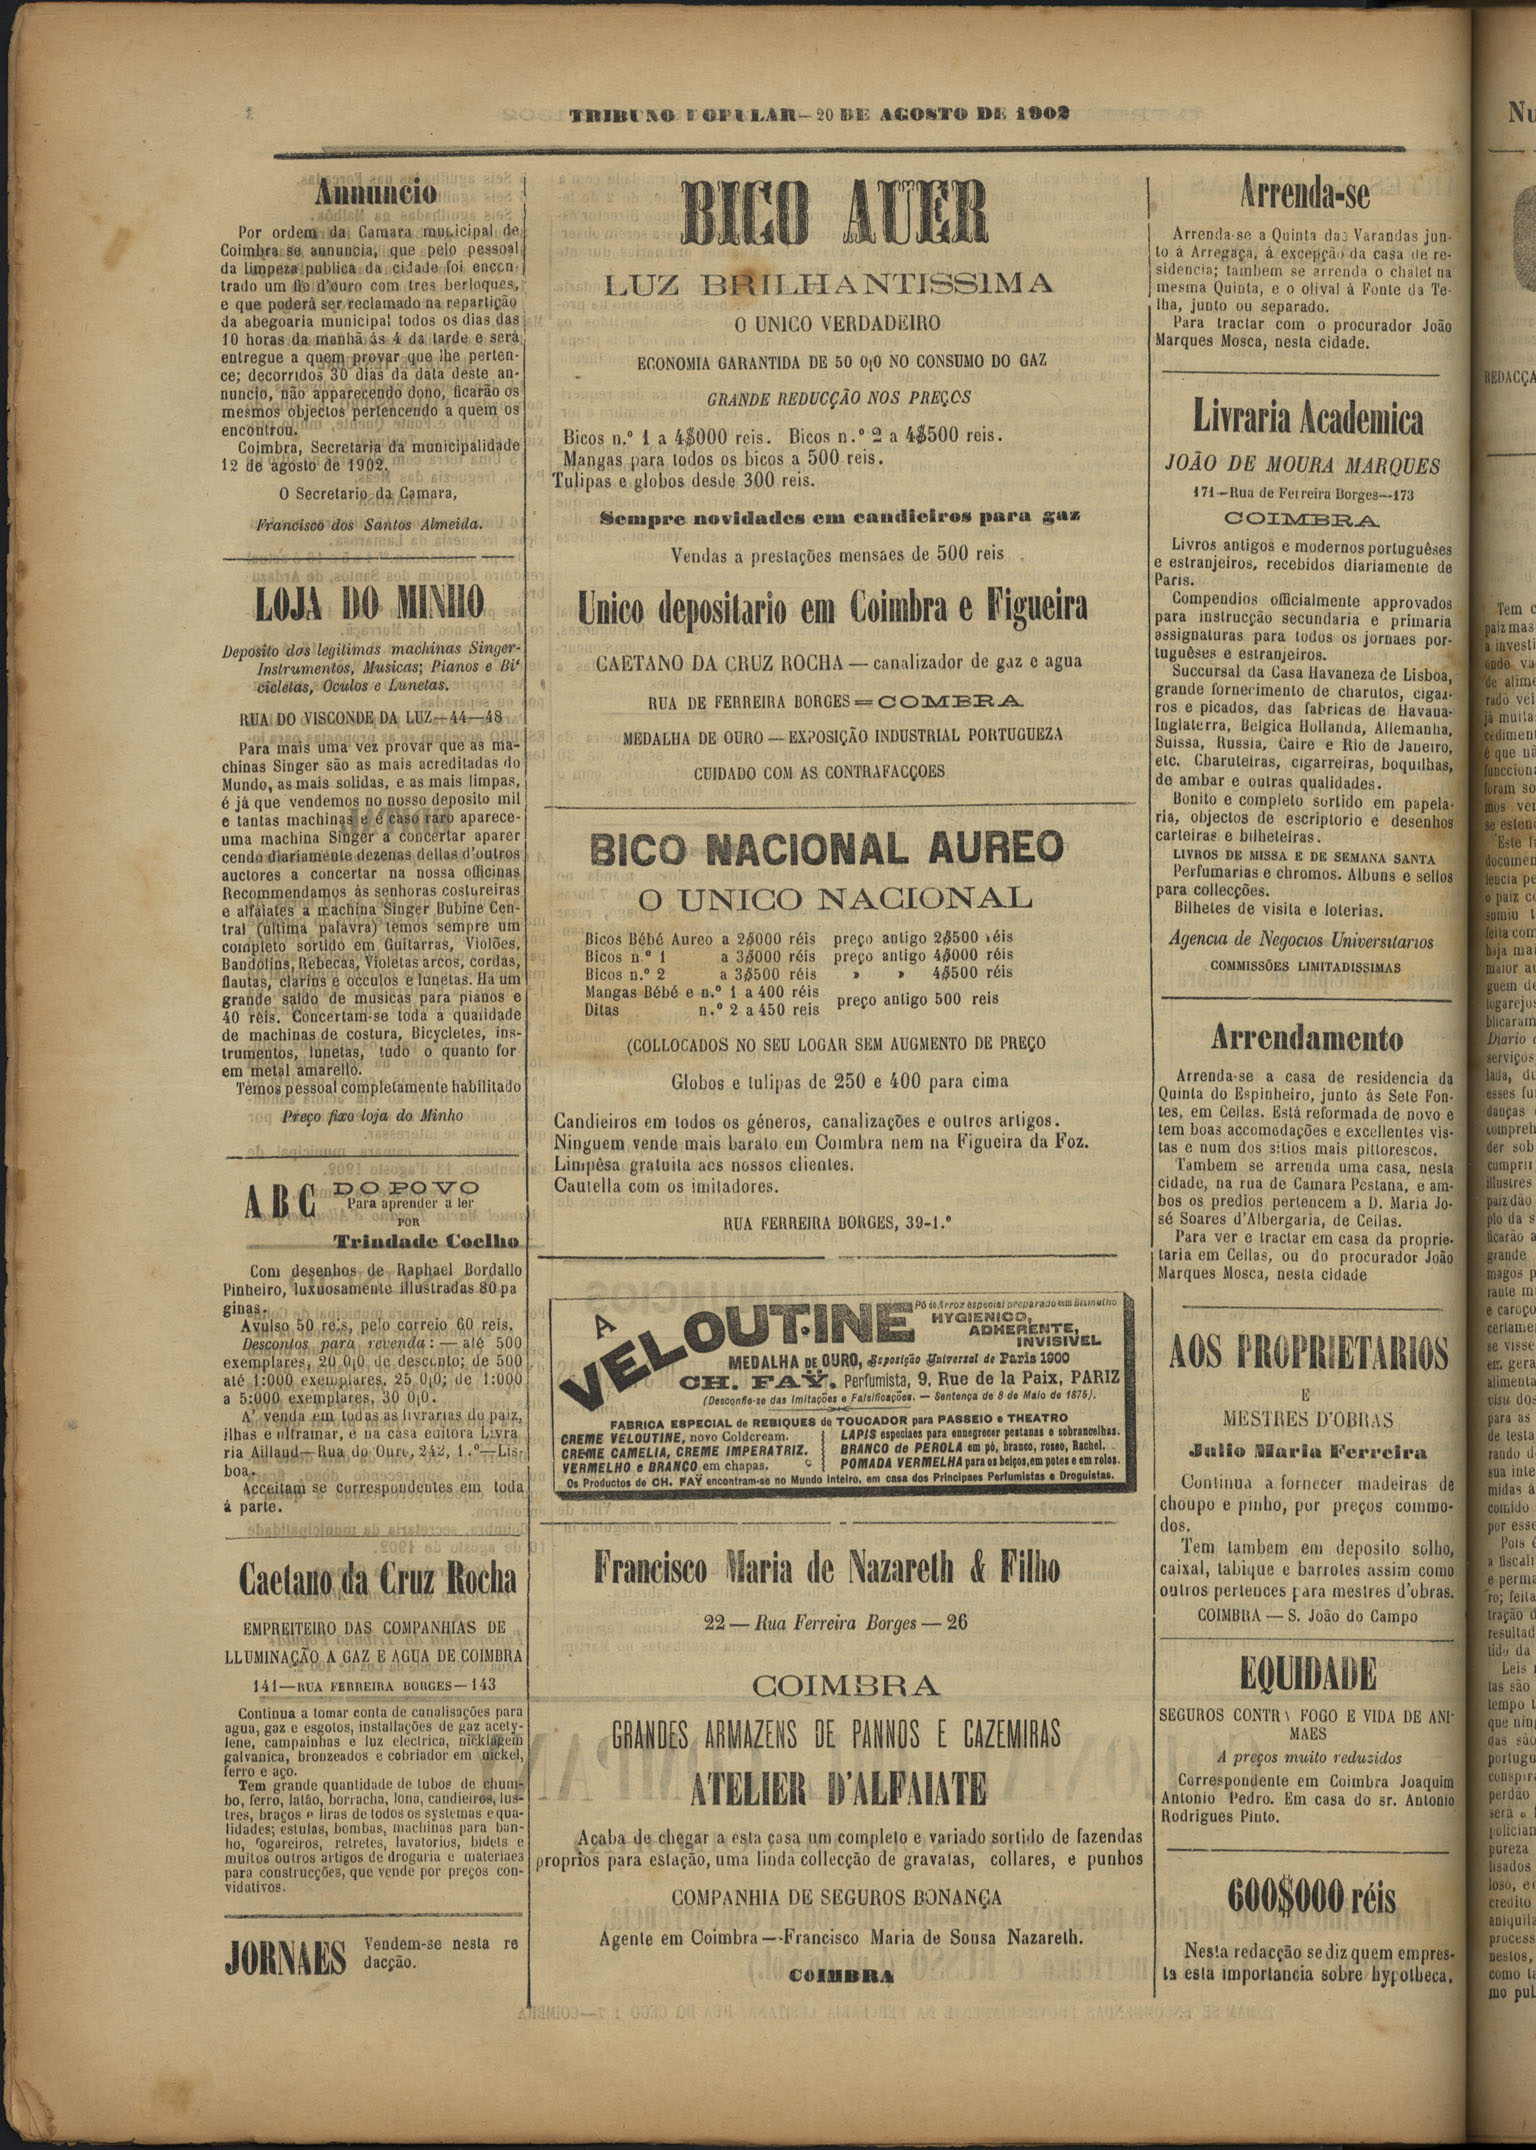 TRIBUNO POPULAR—20 DE AGOSTO DE 1902
Annuncio
Por ordem da Camara municipal de
Coimbra se annuncia, que pelo pessoal
da limpeza publica da cidade foi encon-
trado um fio d'ouro com tres berloques,
e que poderá ser reclamado na repartição
da abegoaria municipal todos os dias das
10 horas da manhã ás 4 da tarde e será
entregue a quem provar que lhe perten-
ce; decorridos 30 dias da data deste an-
nuncio, não apparecendo dono, ficarão os
mesmos objectos pertencendo a quem os
encontrou.
Coimbra, Secretaria da municipalidade
12 de agosto de 1902.
O Secretario da Camara,
Francisco dos Santos Almeida.
LOJA DO MINHO
Deposito das legitimas machinas Singer-
Instrumentos, Musicas; Pianos e Bi-
cicletas, Oculos e Lunetas.
RUA DO VISCONDE DA LUZ—44—48
Para mais uma vez provar que as ma-
chinas Singer são as mais acreditadas do
Mundo, as mais solidas, e as mais limpas,
é já que vendemos no nosso deposito mil
e tantas machinas e é caso raro aparece-
uma machina Singer a concertar aparer
cendo diariamente dezenas dellas d'outros
auctores a concertar na nossa officinas
Recommendamos ás senhoras costureiras
e alfaiates a machina Singer Bubine Cen-
tral (ultima palavra) temos sempre um
completo sortido em Guitarras, Violões,
Bandolins, Rebecas, Violetas arcos, cordas,
flautas, clarins e occulos e lunetas. Ha um
grande saldo de musicas para pianos e
40 réis. Concertam-se toda a qualidade
de machinas de costura, Bicycletes, ins-
trumentos, lunetas, tudo o quanto for
em metal amarello.
Temos pessoal completamente habilitado
Preço fixo loja do Minho
A B C DO POVO
Para aprender a ler
POR
Trindade Coelho
Com desenhos de Raphael Bordallo
Pinheiro, luxuosamente illustradas 80 pa
ginas.
Avulso 50 reis, pelo correio 60 reis.
Descontos para revenda: — até 500
exemplares, 20 0|0 de desconto; de 500
até 1:000 exemplares, 25 0|0; de 1:000
a 5:000 exemplares, 30 0|0.
A' venda em todas as livrarias do paiz,
ilhas e ultramar, e na casa editora Livra
ria Aillaud—Rua do Ouro, 242, 1.º—Lis-
boa.
Acceitam se correspondentes em toda
á parte.
Caetano da Cruz Rocha
EMPREITEIRO DAS COMPANHIAS DE
LLUMINAÇÃO A GAZ E AGUA DE COIMBRA
141—RUA FERREIRA BORGES—143
Continua a tomar conta de canalisações para
agua, gaz e esgotos, installações de gaz acety-
lene, campainhas e luz electrica, nicklagem
galvanica, bronzeados e cobriador em nickel,
ferro e aço.
Tem grande quantidade de tubos de chum-
bo, ferro, latão, borracha, lona, candieiros, lus-
tres, braços e liras de todos os systemas e qua-
lidades; estulas, bombas, machinas para ban-
ho, fogareiros, retretes, lavatorios, bidets e
muitos outros artigos de drogaria e materiaes
para construcções, que vende por preços con-
vidativos.
JORNAES Vendem-se nesta re
dacção.
BICO AUER
LUZ BRILHANTISSIMA
O UNICO VERDADEIRO
ECONOMIA GARANTIDA DE 50 0|0 NO CONSUMO DO GAZ
GRANDE REDUCÇÃO NOS PREÇOS
Bicos n.º 1 a 4$000 reis. Bicos n.º 2 a 4$500 reis.
Mangas para todos os bicos a 500 reis.
Tulipas e globos desde 300 reis.
Sempre novidades em candieiros para gaz
Vendas a prestações mensaes de 500 reis
Unico depositario em Coimbra e Figueira
CAETANO DA CRUZ ROCHA — canalizador de gaz e agua
RUA DE FERREIRA BORGES = COMBRA
MEDALHA DE OURO — EXPOSIÇÃO INDUSTRIAL PORTUGUEZA
CUIDADO COM AS CONTRAFACÇOES
BICO NACIONAL AUREO
O UNICO NACIONAL
Bicos Bébé Aureo a 2$000 réis preço antigo 2$500 réis
Bicos n.º 1 a 3$000 réis preço antigo 4$000 réis
Bicos n.º 2 a 3$500 réis » » 4$500 réis
Mangas Bébé e n.º 1 a 400 réis
Ditas n.º 2 a 450 reis preço antigo 500 reis
(COLLOCADOS NO SEU LOGAR SEM AUGMENTO DE PREÇO
Globos e tulipas de 250 e 400 para cima
Candieiros em todos os géneros, canalizações e outros artigos.
Ninguem vende mais barato em Coimbra nem na Figueira da Foz.
Limpêsa gratuita aos nossos clientes.
Cautella com os imitadores.
RUA FERREIRA BORGES, 39-1.º
A VELOUTINE
Pó de Arroz especial preparado com Bismutho
HYGIENICO,
ADHERENTE,
INVISIVEL
MEDALHA DE OURO, Exposição Universal de Paris 1900
CH. FAY. Perfumista, 9, Rue de la Paix, PARIZ
(Desconfie-se das Imitações e Falsificações. — Sentença de 8 de Maio de 1875).
FABRICA ESPECIAL de REBIQUES de TOUCADOR para PASSEIO e THEATRO
CREME VELOUTINE, novo Coldcream.
CREME CAMELIA, CREME IMPERATRIZ.
VERMELHO e BRANCO em chapas.
LAPIS especiaes para ennegrecer pestanas e sobrancelhas.
BRANCO de PEROLA em pó, branco, roseo, Rachel.
POMADA VERMELHA para os beiços, em potes e em rolos.
Os Productos de CH. FAY encontram-se no Mundo Inteiro, em casa dos Principaes Perfumistas e Droguistas.
Francisco Maria de Nazareth & Filho
22 — Rua Ferreira Borges — 26
COIMBRA
GRANDES ARMAZENS DE PANNOS E CAZEMIRAS
ATELIER D'ALFAIATE
Acaba de chegar a esta casa um completo e variado sortido de fazendas
proprios para estação, uma linda collecção de gravatas, collares, e punhos
COMPANHIA DE SEGUROS BONANÇA
Agente em Coimbra—Francisco Maria de Sousa Nazareth.
COIMBRA
Arrenda-se
Arrenda-se a Quinta das Varandas jun-
to á Arregaça, á excepção da casa de re-
sidencia; tambem se arrenda o chalet na
mesma Quinta, e o olival á Fonte da Te-
lha, junto ou separado.
Para tractar com o procurador João
Marques Mosca, nesta cidade.
Livraria Academica
JOÃO DE MOURA MARQUES
171—Rua de Ferreira Borges—173
COIMBRA
Livros antigos e modernos portuguêses
e estranjeiros, recebidos diariamente de
Paris.
Compendios officialmente approvados
para instrucção secundaria e primaria
assignaturas para todos os jornaes por-
tuguêses e estranjeiros.
Succursal da Casa Havaneza de Lisboa,
grande fornecimento de charutos, cigar-
ros e picados, das fabricas de Havaua-
Inglaterra, Belgica Hollanda, Allemanha,
Suissa, Russia, Caire e Rio de Janeiro,
etc. Charuteiras, cigarreiras, boquilhas,
de ambar e outras qualidades.
Bonito e completo sortido em papela-
ria, objectos de escriptorio e desenhos
carteiras e bilheteiras.
LIVROS DE MISSA E DE SEMANA SANTA
Perfumarias e chromos. Albuns e sellos
para collecções.
Bilhetes de visita e loterias.
Agencia de Negocios Universitarios
COMMISSÕES LIMITADISSIMAS
Arrendamento
Arrenda-se a casa de residencia da
Quinta do Espinheiro, junto ás Sete Fon-
tes, em Cellas. Está reformada de novo e
tem boas accomodações e excellentes vis-
tas e num dos sitios mais pittorescos.
Tambem se arrenda uma casa, nesta
cidade, na rua de Camara Pestana, e am-
bos os predios pertencem a D. Maria Jo-
sé Soares d'Albergaria, de Cellas.
Para ver e tractar em casa da proprie-
taria em Cellas, ou do procurador João
Marques Mosca, nesta cidade
AOS PROPRIETARIOS
E
MESTRES D'OBRAS
Julio Maria Ferreira
Continua a fornecer madeiras de
choupo e pinho, por preços commo-
dos.
Tem tambem em deposito solho,
caixal, tabique e barrotes assim como
outros pertences para mestres d'obras.
COIMBRA — S. João do Campo
EQUIDADE
SEGUROS CONTRA FOGO E VIDA DE ANI-
MAES
A preços muito reduzidos
Correspondente em Coimbra Joaquim
Antonio Pedro. Em casa do sr. Antonio
Rodrigues Pinto.
600$000 réis
Nesta redacção se diz quem empres-
ta esta importancia sobre hypotheca.